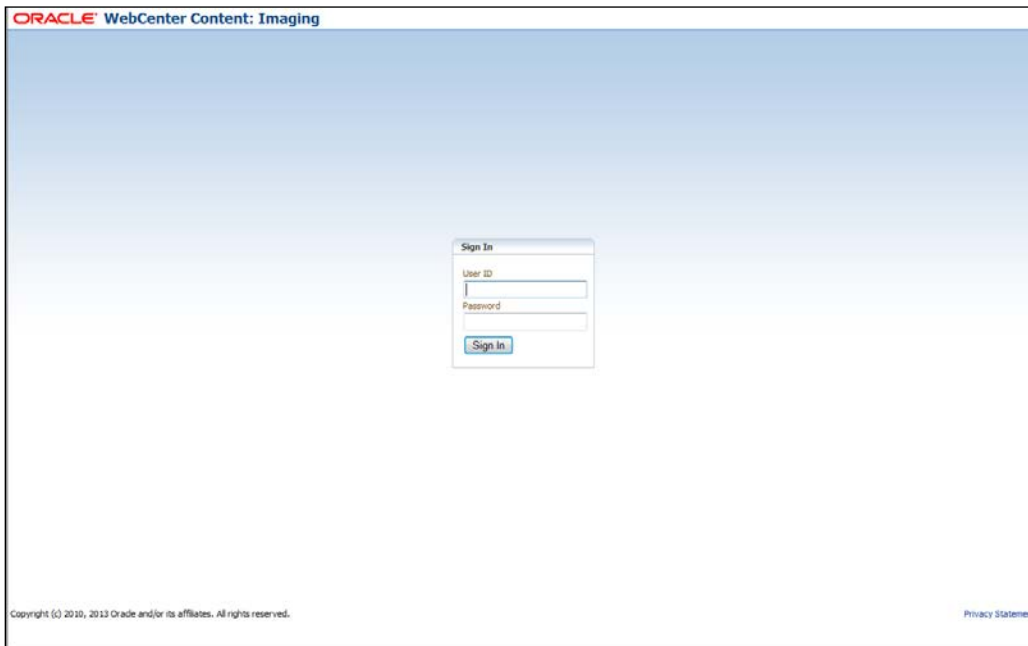 ORACLE WebCenter Content: Imaging
Sign In
User ID
Password
Sign In
Copyright (c) 2010, 2013 Oracle and/or its affiliates. All rights reserved.
Privacy Stateme